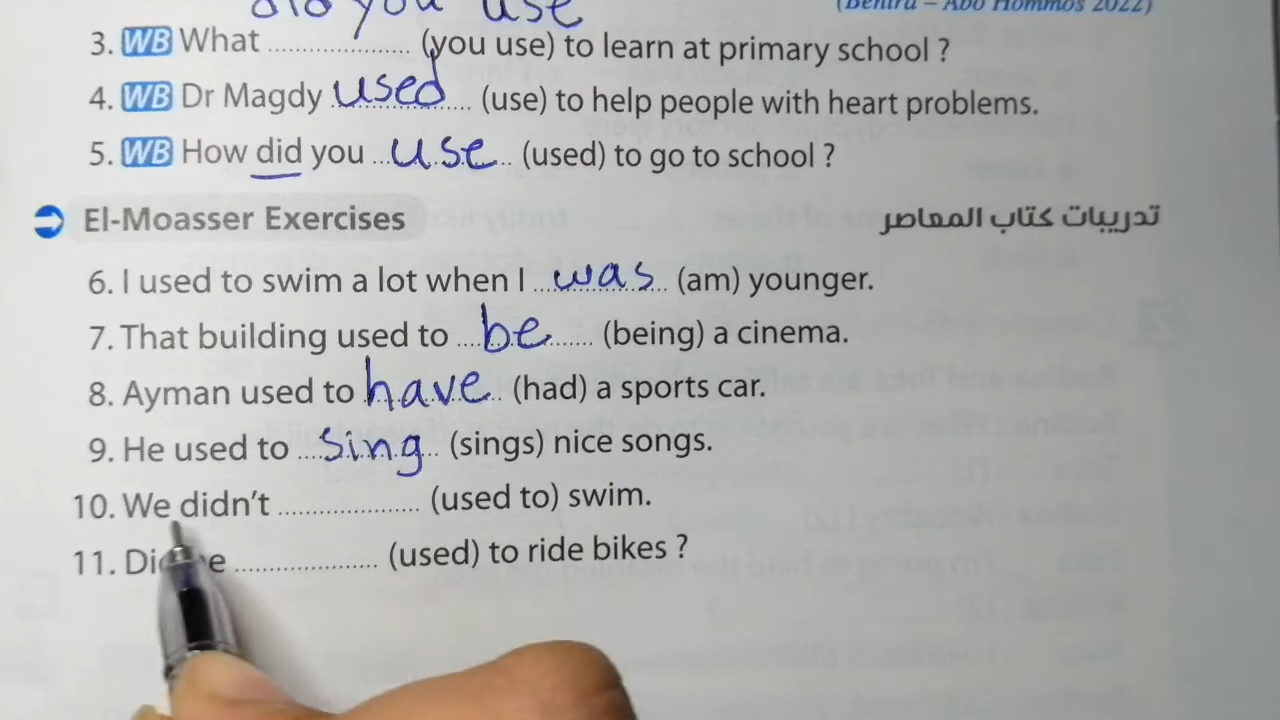 did you use
(Behira – Abo Hommos 2022)
3. WB What .................... (you use) to learn at primary school ?
4. WB Dr Magdy used (use) to help people with heart problems.
5. WB How did you use (used) to go to school ?
El-Moasser Exercises تدريبات كتاب المعاصر
6. I used to swim a lot when I was (am) younger.
7. That building used to be (being) a cinema.
8. Ayman used to have (had) a sports car.
9. He used to sing (sings) nice songs.
10. We didn't .................... (used to) swim.
11. .................... (used) to ride bikes ?